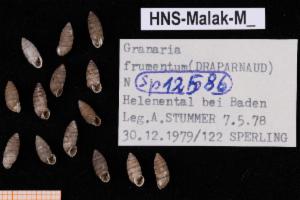 HNS-Malak-M_
Granaria
frumentum(DRAPARNAUD)
N Sp12586
Helenental bei Baden
Leg.A.STUMMER 7.5.78
30.12.1979/122 SPERLING